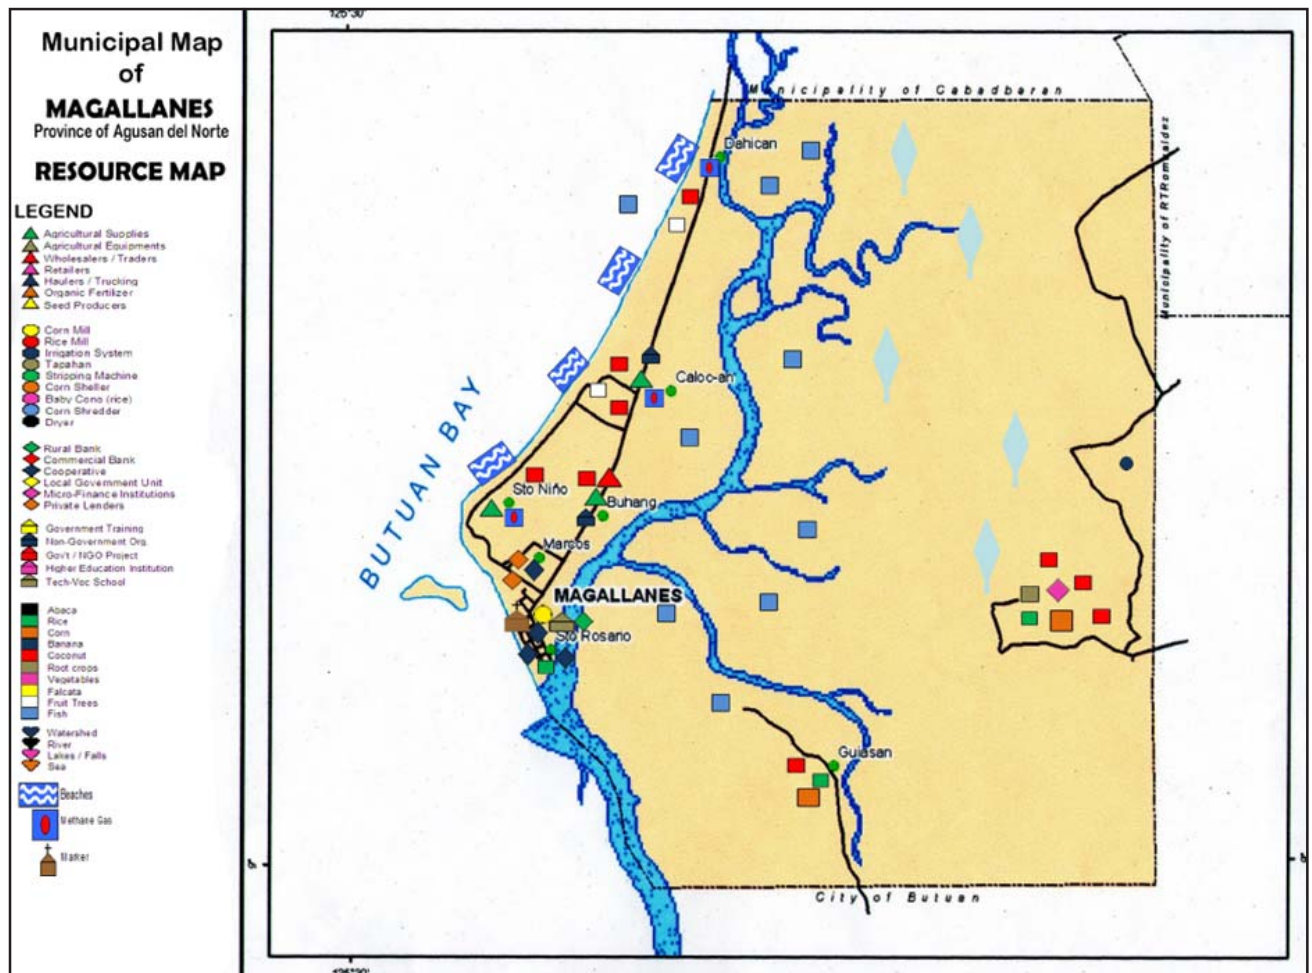 Municipal Map
of
MAGALLANES
Province of Agusan del Norte
RESOURCE MAP
LEGEND
Agricultural Supplies
Agricultural Equipments
Wholesalers / Traders
Retailers
Haulers / Trucking
Organic Fertilizer
Seed Producers
Corn Mill
Rice Mill
Irrigation System
Tapahan
Stripping Machine
Corn Sheller
Baby Cono (rice)
Corn Shredder
Dryer
Rural Bank
Commercial Bank
Cooperative
Local Government Unit
Micro-Finance Institutions
Private Lenders
Government Training
Non-Government Org.
Gov't / NGO Project
Higher Education Institution
Tech-Voc School
Abaca
Rice
Corn
Banana
Coconut
Root crops
Vegetables
Falcata
Fruit Trees
Fish
Watershed
River
Lakes / Falls
Sea
Beaches
Methane Gas
Marker
125°30'
Municipality of Cabadbaran
Municipality of RTRomualdez
Dahican
Caloc-an
BUTUAN BAY
Sto Niño
Buhang
Marcos
MAGALLANES
Sto Rosario
Guiasan
City of Butuan
9°
125°30'